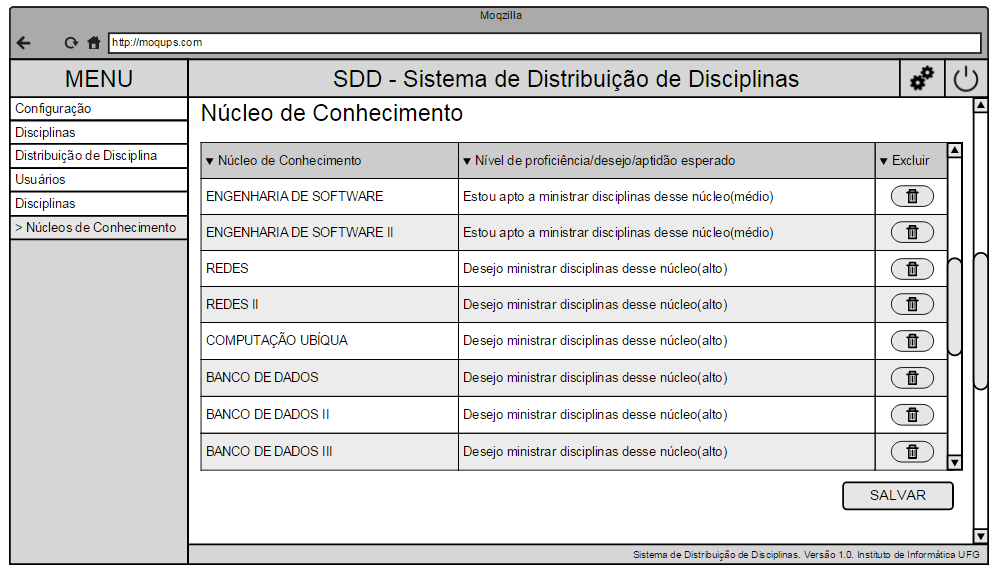 Moqzilla
http://moqups.com
MENU
SDD - Sistema de Distribuição de Disciplinas
Configuração
Disciplinas
Distribuição de Disciplina
Usuários
Disciplinas
> Núcleos de Conhecimento
Núcleo de Conhecimento
▼ Núcleo de Conhecimento ▼ Nível de proficiência/desejo/aptidão esperado ▼ Excluir
ENGENHARIA DE SOFTWARE Estou apto a ministrar disciplinas desse núcleo(médio)
ENGENHARIA DE SOFTWARE II Estou apto a ministrar disciplinas desse núcleo(médio)
REDES Desejo ministrar disciplinas desse núcleo(alto)
REDES II Desejo ministrar disciplinas desse núcleo(alto)
COMPUTAÇÃO UBÍQUA Desejo ministrar disciplinas desse núcleo(alto)
BANCO DE DADOS Desejo ministrar disciplinas desse núcleo(alto)
BANCO DE DADOS II Desejo ministrar disciplinas desse núcleo(alto)
BANCO DE DADOS III Desejo ministrar disciplinas desse núcleo(alto)
SALVAR
Sistema de Distribuição de Disciplinas. Versão 1.0. Instituto de Informática UFG